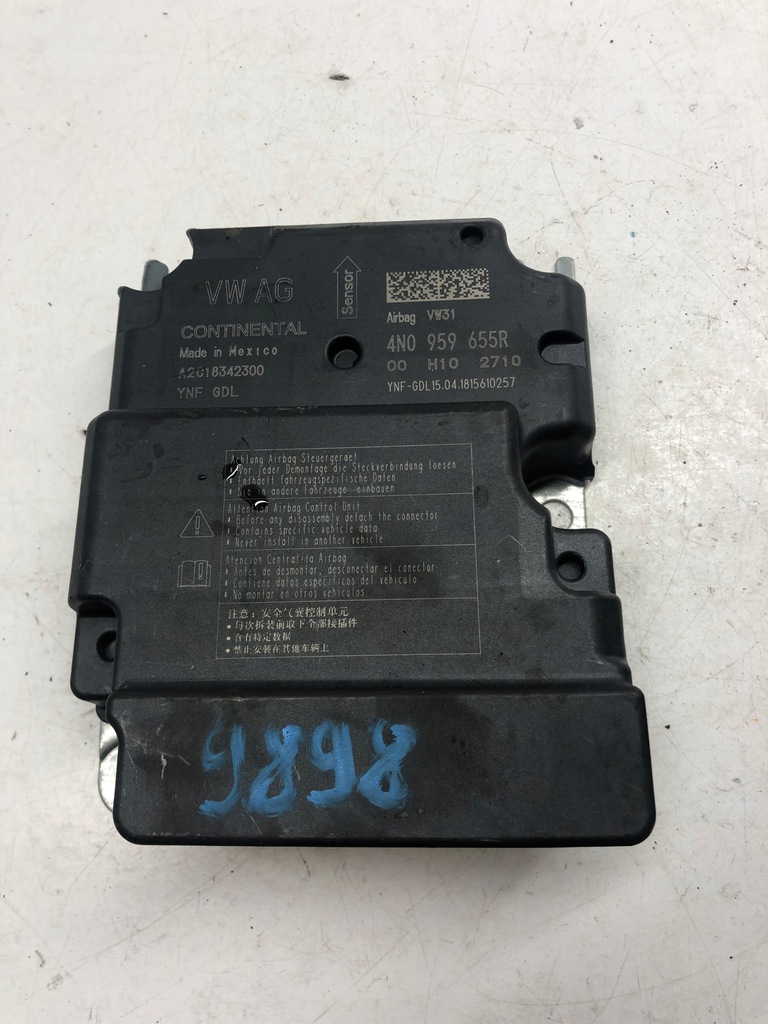 VW AG
CONTINENTAL
Made in Mexico
A2C18342300
YNF GDL
Sensor
Airbag VW31
4N0 959 655R
00 H10 2710
YNF-GDL15.04.1815610257
Achtung Airbag Steuergeraet
• Vor jeder Demontage die Steckverbindung loesen
• Enthaelt fahrzeugspezifische Daten
• Nie in andere Fahrzeuge einbauen
Attention Airbag Control Unit
• Before any disassembly detach the connector
• Contains specific vehicle data
• Never install in another vehicle
Atencion Centralita Airbag
• Antes de desmontar, desconectar el conector
• Contiene datos especificos del vehiculo
• No montar en otros vehiculos
注意：安全气囊控制单元
• 每次拆装前取下全部接插件
• 含有特定数据
• 禁止安装在其他车辆上